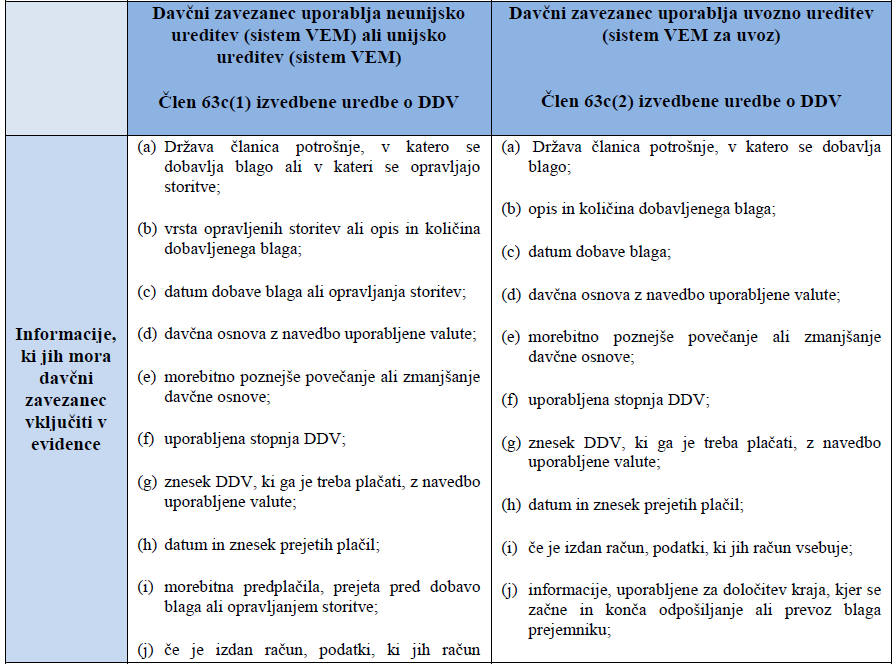 Davčni zavezanec uporablja neunijsko
ureditev (sistem VEM) ali unijsko
ureditev (sistem VEM)
Člen 63c(1) izvedbene uredbe o DDV
Davčni zavezanec uporablja uvozno ureditev
(sistem VEM za uvoz)
Člen 63c(2) izvedbene uredbe o DDV
Informacije,
ki jih mora
davčni
zavezanec
vključiti v
evidence
(a) Država članica potrošnje, v katero se
dobavlja blago ali v kateri se opravljajo
storitve;
(b) vrsta opravljenih storitev ali opis in količina
dobavljenega blaga;
(c) datum dobave blaga ali opravljanja storitev;
(d) davčna osnova z navedbo uporabljene valute;
(e) morebitno poznejše povečanje ali zmanjšanje
davčne osnove;
(f) uporabljena stopnja DDV;
(g) znesek DDV, ki ga je treba plačati, z navedbo
uporabljene valute;
(h) datum in znesek prejetih plačil;
(i) morebitna predplačila, prejeta pred dobavo
blaga ali opravljanjem storitve;
(j) če je izdan račun, podatki, ki jih račun
(a) Država članica potrošnje, v katero se dobavlja
blago;
(b) opis in količina dobavljenega blaga;
(c) datum dobave blaga;
(d) davčna osnova z navedbo uporabljene valute;
(e) morebitno poznejše povečanje ali zmanjšanje
davčne osnove;
(f) uporabljena stopnja DDV;
(g) znesek DDV, ki ga je treba plačati, z navedbo
uporabljene valute;
(h) datum in znesek prejetih plačil;
(i) če je izdan račun, podatki, ki jih račun vsebuje;
(j) informacije, uporabljene za določitev kraja, kjer se
začne in konča odpošiljanje ali prevoz blaga
prejemniku;